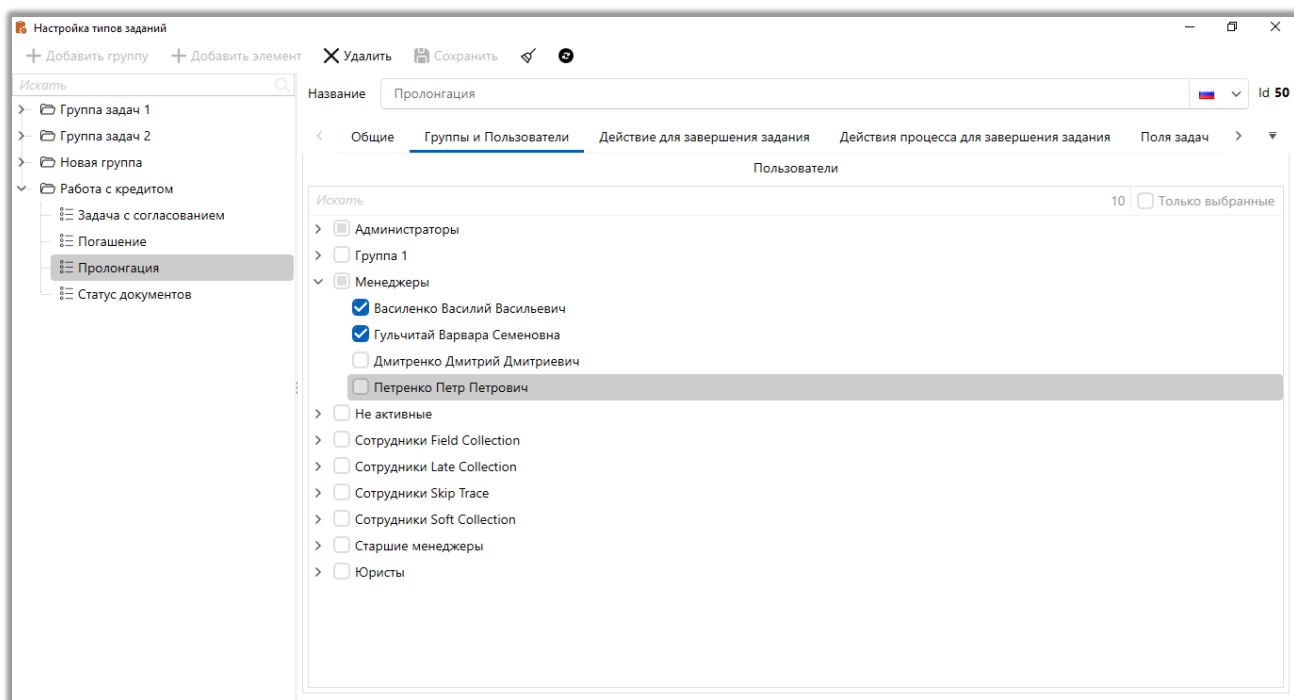 Настройка типов заданий
Добавить группу Добавить элемент Удалить Сохранить
Искать
Группа задач 1
Группа задач 2
Новая группа
Работа с кредитом
Задача с согласованием
Погашение
Пролонгация
Статус документов
Название Пролонгация Id 50
Общие Группы и Пользователи Действие для завершения задания Действия процесса для завершения задания Поля задач
Пользователи
Искать 10 Только выбранные
Администраторы
Группа 1
Менеджеры
Василенко Василий Васильевич
Гульчитай Варвара Семеновна
Дмитренко Дмитрий Дмитриевич
Петренко Петр Петрович
Не активные
Сотрудники Field Collection
Сотрудники Late Collection
Сотрудники Skip Trace
Сотрудники Soft Collection
Старшие менеджеры
Юристы